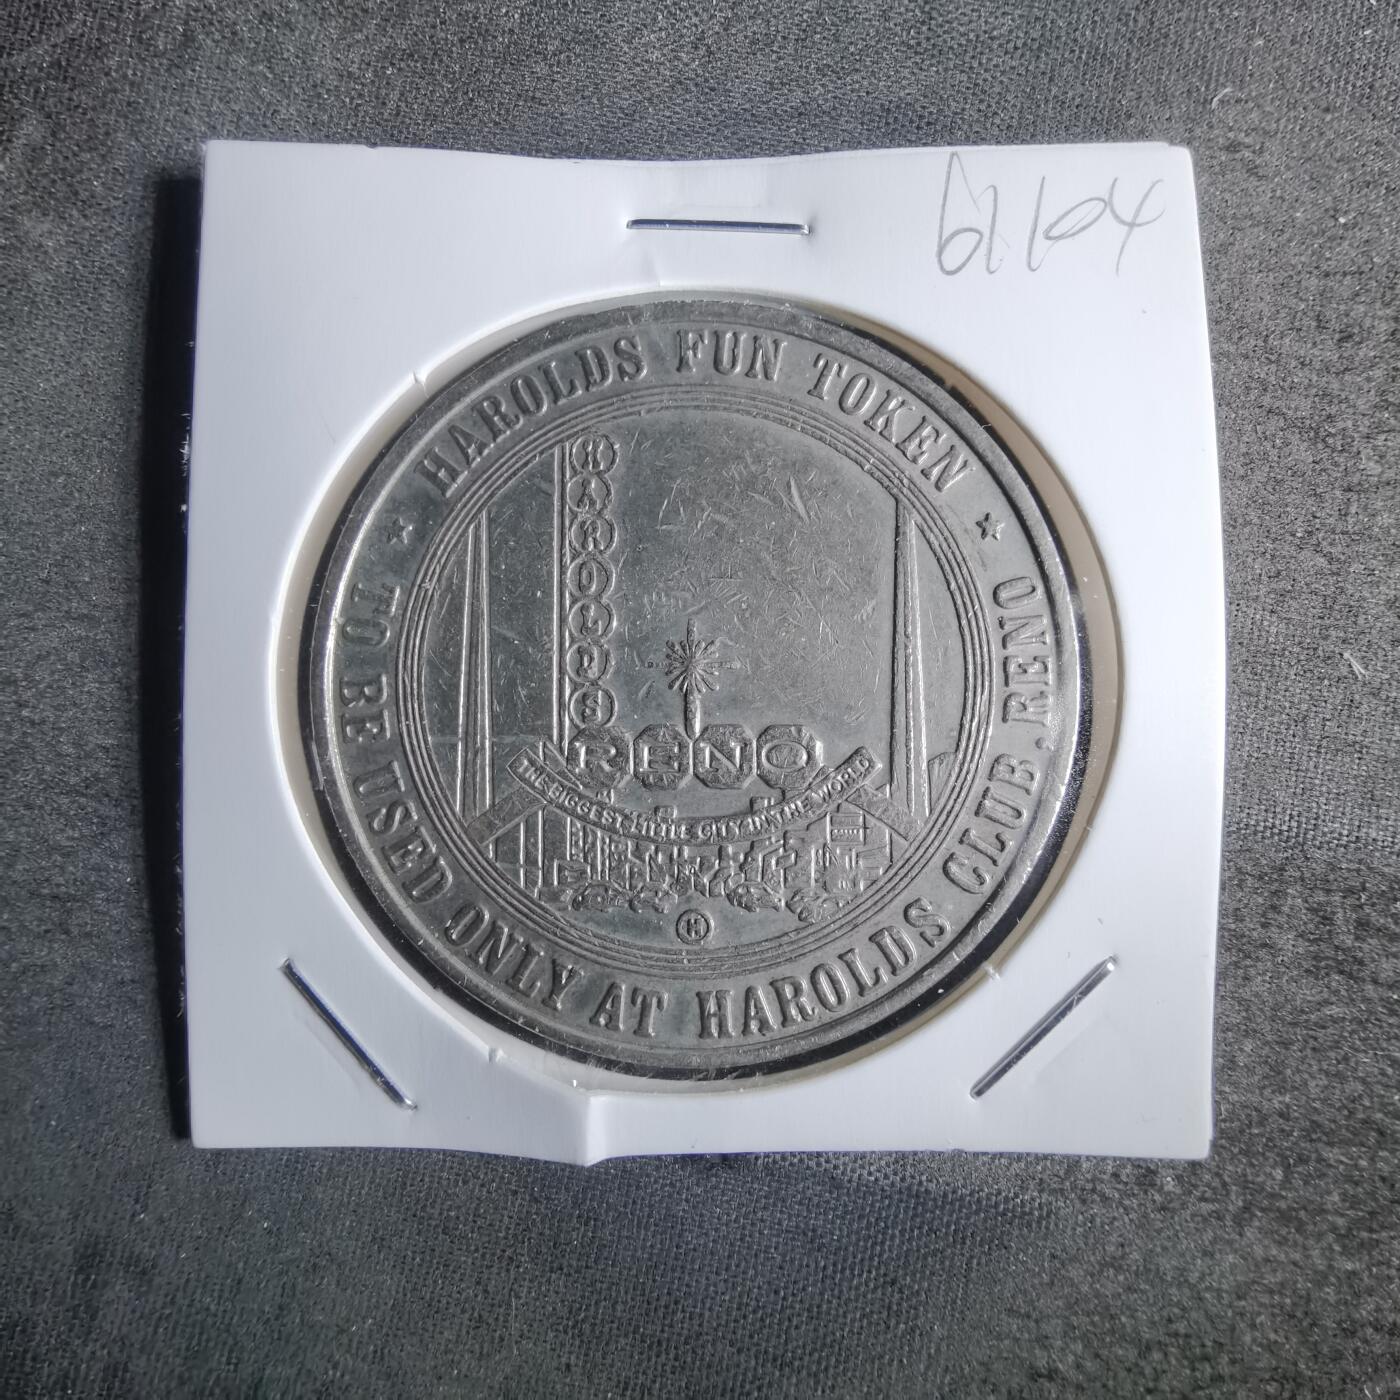 HAROLDS FUN TOKEN
TO BE USED ONLY AT HAROLDS CLUB . RENO
HAROLDS
RENO
THE BIGGEST LITTLE CITY IN THE WORLD
H